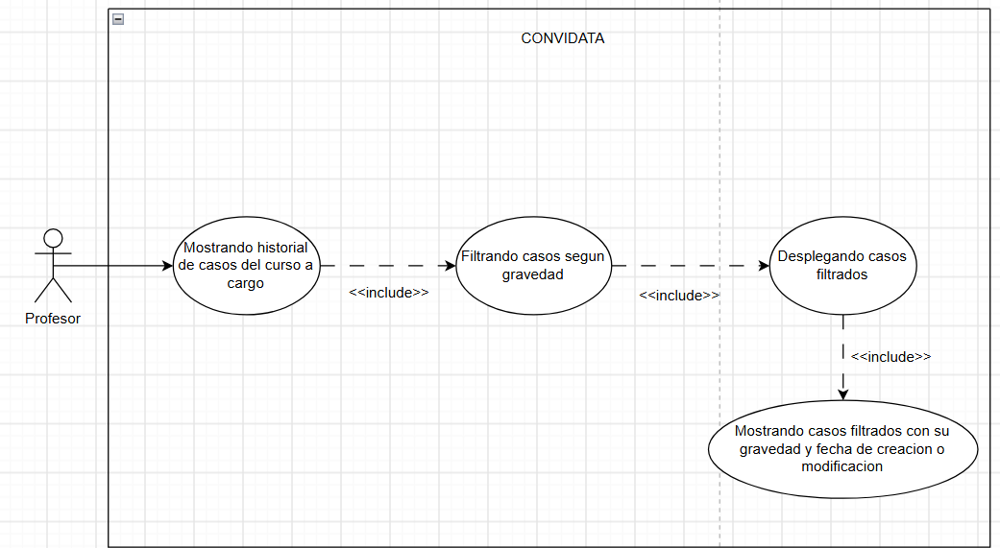 CONVIDATA
Mostrando historial
de casos del curso a
cargo
<<include>>
Filtrando casos segun
gravedad
<<include>>
Desplegando casos
filtrados
Profesor
<<include>>
Mostrando casos filtrados con su
gravedad y fecha de creacion o
modificacion